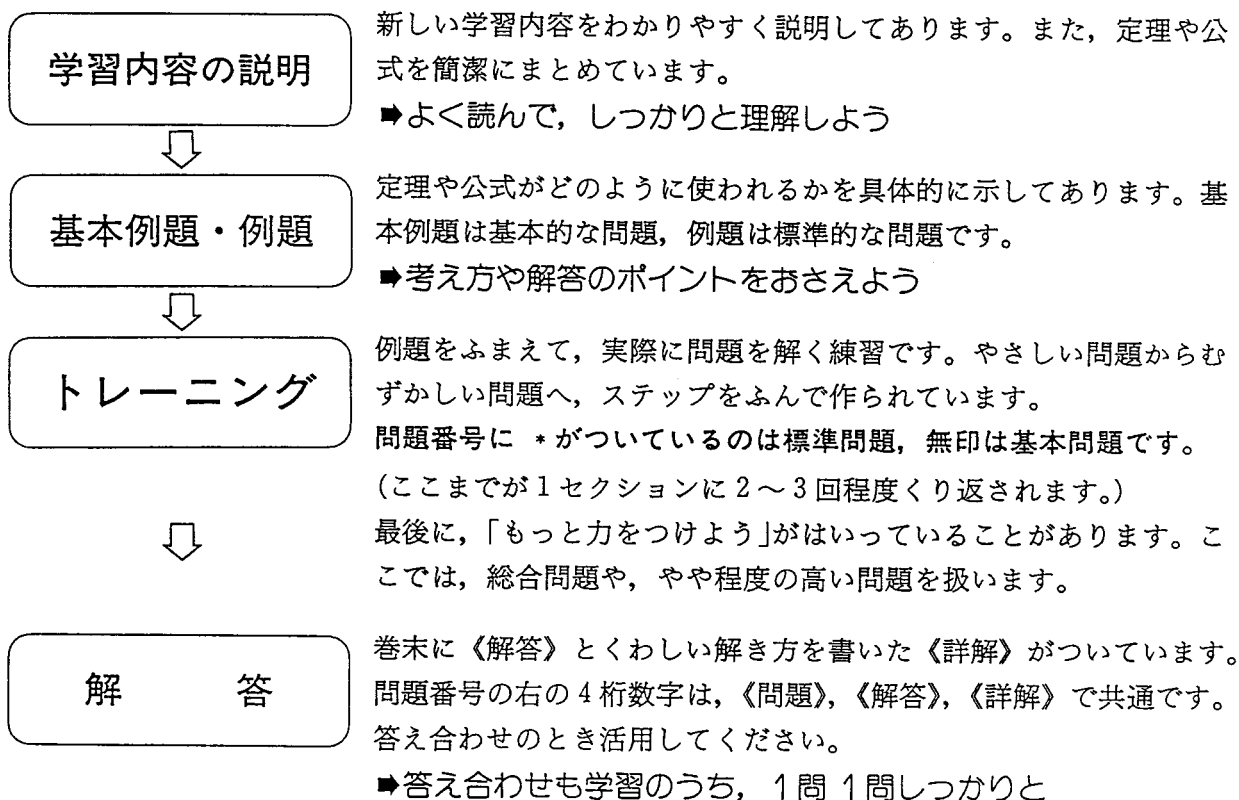 学習内容の説明
新しい学習内容をわかりやすく説明してあります。また，定理や公
式を簡潔にまとめています。
➡よく読んで，しっかりと理解しよう
基本例題・例題
定理や公式がどのように使われるかを具体的に示してあります。基
本例題は基本的な問題，例題は標準的な問題です。
➡考え方や解答のポイントをおさえよう
トレーニング
例題をふまえて，実際に問題を解く練習です。やさしい問題からむ
ずかしい問題へ，ステップをふんで作られています。
問題番号に *がついているのは標準問題，無印は基本問題です。
(ここまでが1セクションに2～3回程度くり返されます。)
最後に，「もっと力をつけよう」がはいっていることがあります。こ
こでは，総合問題や，やや程度の高い問題を扱います。
解 答
巻末に《解答》とくわしい解き方を書いた《詳解》がついています。
問題番号の右の4桁数字は，《問題》，《解答》，《詳解》で共通です。
答え合わせのとき活用してください。
➡答え合わせも学習のうち，1問1問しっかりと